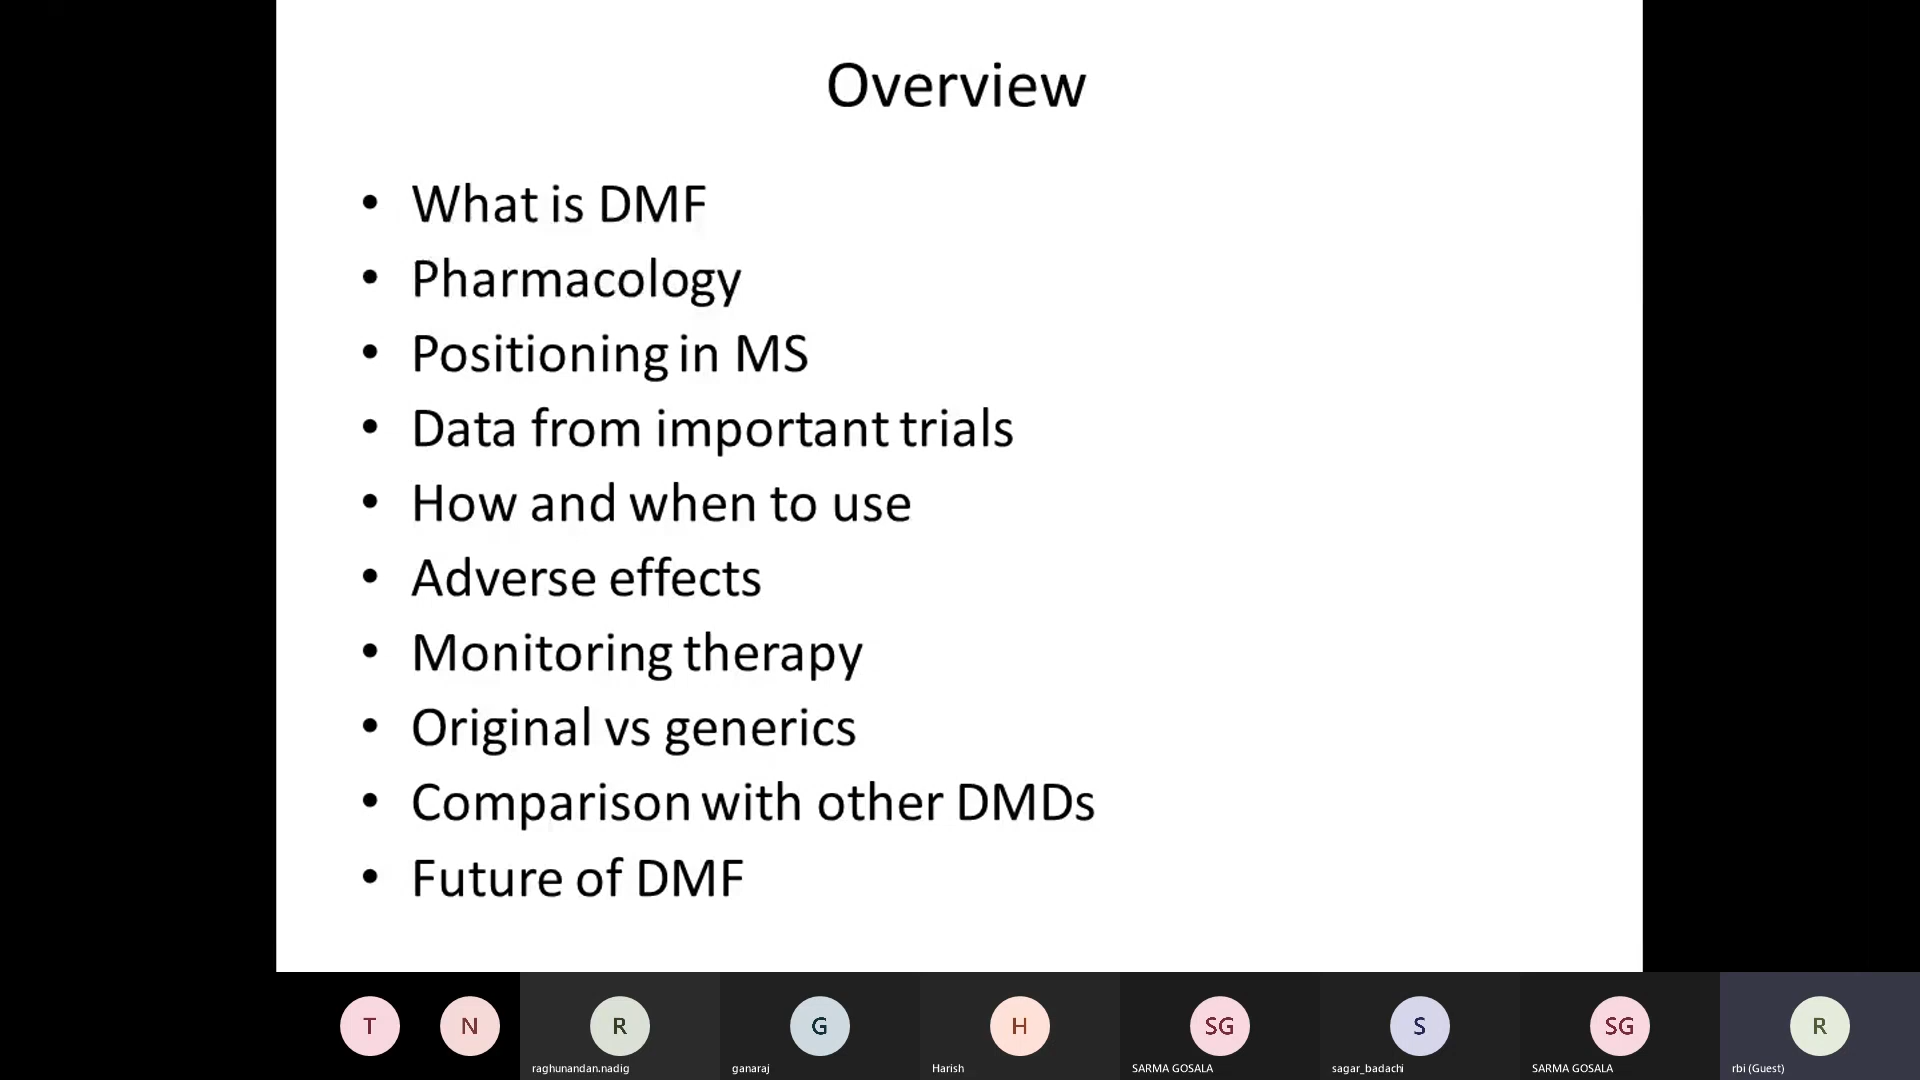 Overview
• What is DMF
• Pharmacology
• Positioning in MS
• Data from important trials
• How and when to use
• Adverse effects
• Monitoring therapy
• Original vs generics
• Comparison with other DMDs
• Future of DMF
T N R G H SG S SG R
raghunandan.nadig ganaraj Harish SARMA GOSALA sagar_badachi SARMA GOSALA rbi (Guest)